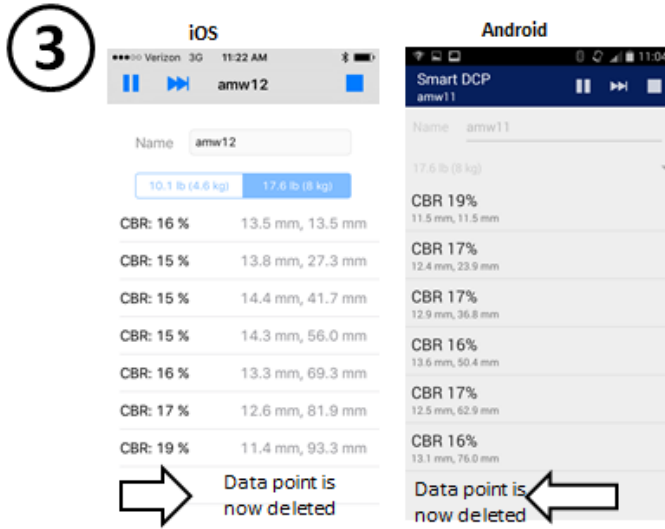 3
iOS
Verizon 3G 11:22 AM
amw12
Name amw12
10.1 lb (4.6 kg) 17.6 lb (8 kg)
CBR: 16 % 13.5 mm, 13.5 mm
CBR: 15 % 13.8 mm, 27.3 mm
CBR: 15 % 14.4 mm, 41.7 mm
CBR: 15 % 14.3 mm, 56.0 mm
CBR: 16 % 13.3 mm, 69.3 mm
CBR: 17 % 12.6 mm, 81.9 mm
CBR: 19 % 11.4 mm, 93.3 mm
Data point is
now deleted
Android
11:04
Smart DCP
amw11
Name amw11
17.6 lb (8 kg)
CBR 19%
11.5 mm, 11.5 mm
CBR 17%
12.4 mm, 23.9 mm
CBR 17%
12.9 mm, 36.8 mm
CBR 16%
13.6 mm, 50.4 mm
CBR 17%
12.5 mm, 62.9 mm
CBR 16%
13.1 mm, 76.0 mm
Data point is
now deleted